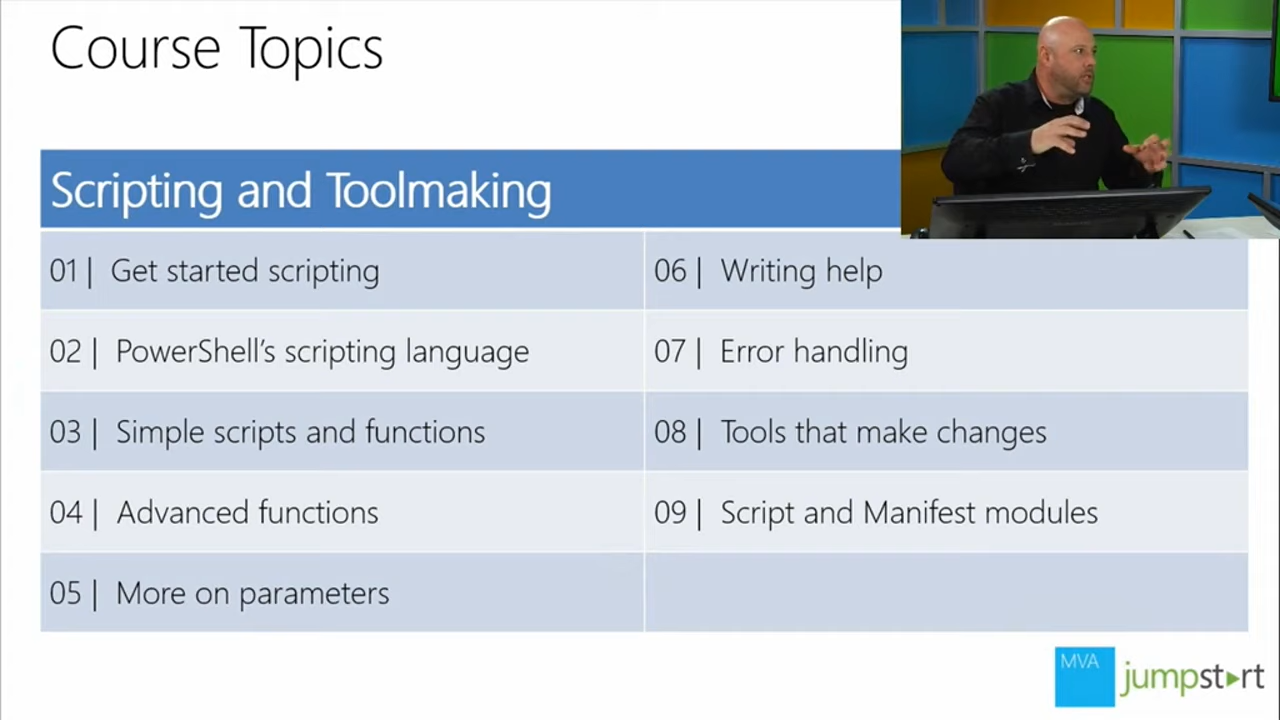 Course Topics
Scripting and Toolmaking
01 | Get started scripting
02 | PowerShell's scripting language
03 | Simple scripts and functions
04 | Advanced functions
05 | More on parameters
06 | Writing help
07 | Error handling
08 | Tools that make changes
09 | Script and Manifest modules
MVA
jumpstart